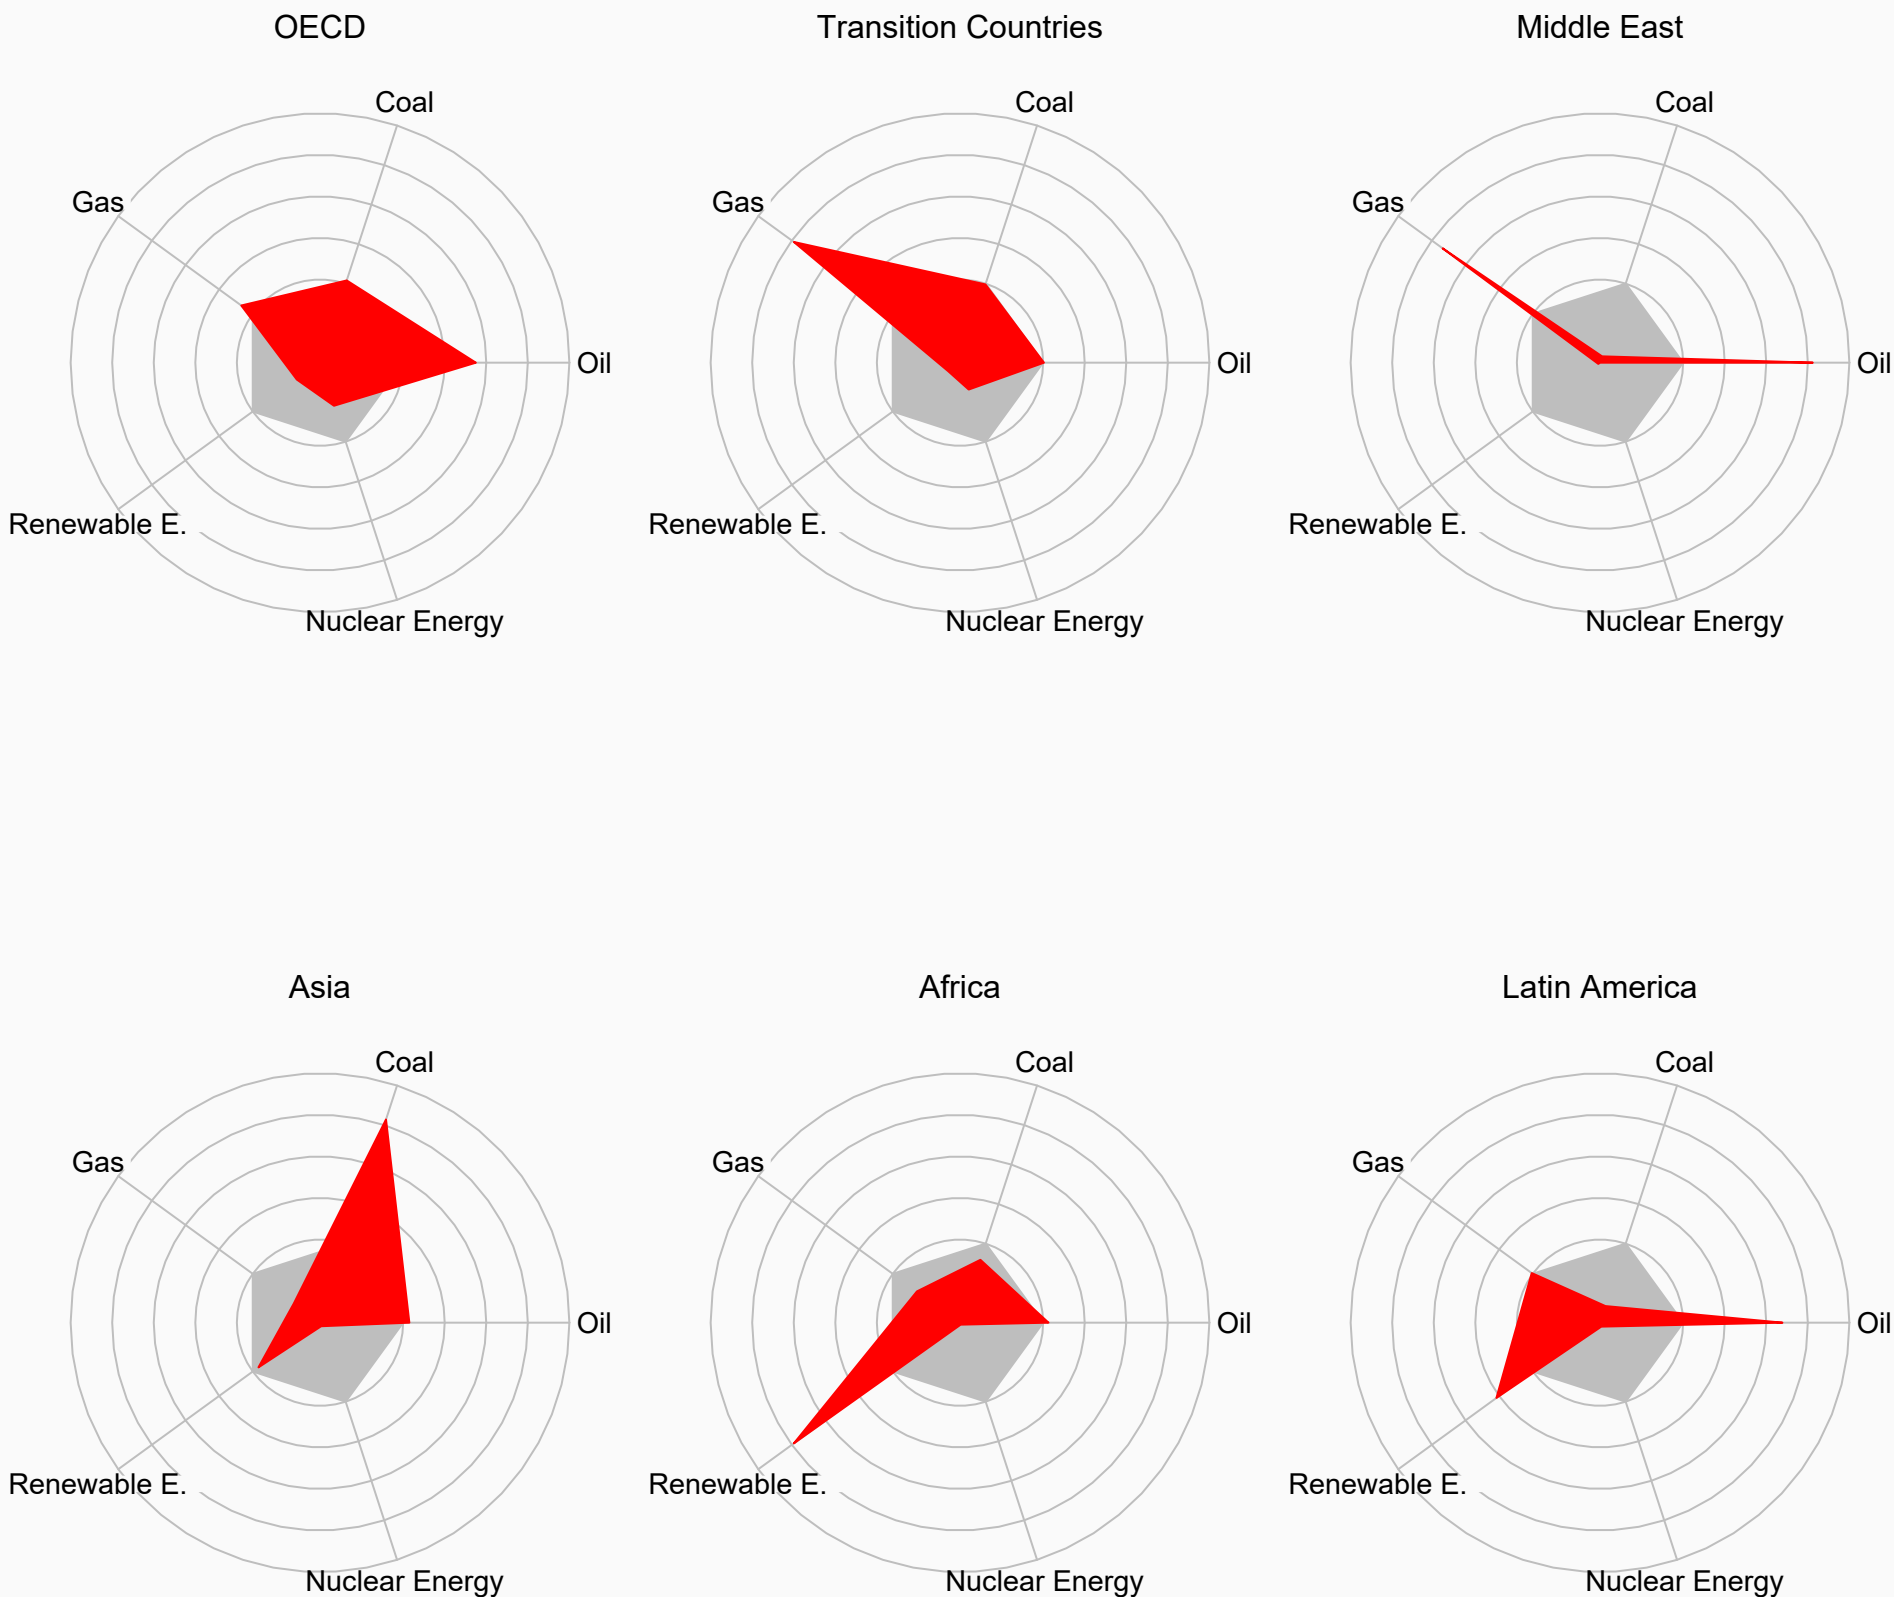 OECD
Coal
Gas
Oil
Renewable E.
Nuclear Energy
Transition Countries
Coal
Gas
Oil
Renewable E.
Nuclear Energy
Middle East
Coal
Gas
Oil
Renewable E.
Nuclear Energy
Asia
Coal
Gas
Oil
Renewable E.
Nuclear Energy
Africa
Coal
Gas
Oil
Renewable E.
Nuclear Energy
Latin America
Coal
Gas
Oil
Renewable E.
Nuclear Energy